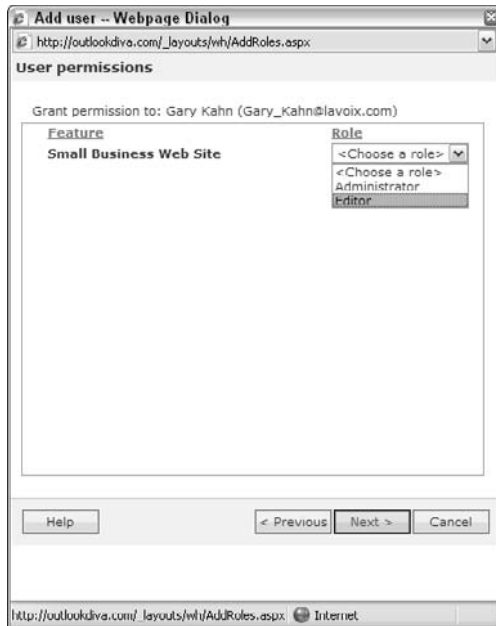 Add user -- Webpage Dialog
http://outlookdiva.com/_layouts/wh/AddRoles.aspx
User permissions
Grant permission to: Gary Kahn (Gary_Kahn@lavoix.com)
Feature Role
Small Business Web Site <Choose a role>
<Choose a role>
Administrator
Editor
Help < Previous Next > Cancel
http://outlookdiva.com/_layouts/wh/AddRoles.aspx Internet